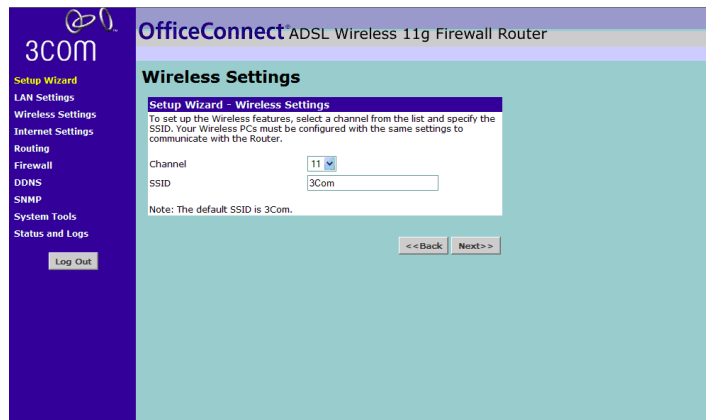 3COM
OfficeConnect® ADSL Wireless 11g Firewall Router
Setup Wizard
LAN Settings
Wireless Settings
Internet Settings
Routing
Firewall
DDNS
SNMP
System Tools
Status and Logs
Log Out
Wireless Settings
Setup Wizard - Wireless Settings
To set up the Wireless features, select a channel from the list and specify the
SSID. Your Wireless PCs must be configured with the same settings to
communicate with the Router.
Channel
11
SSID
3Com
Note: The default SSID is 3Com.
<<Back
Next>>